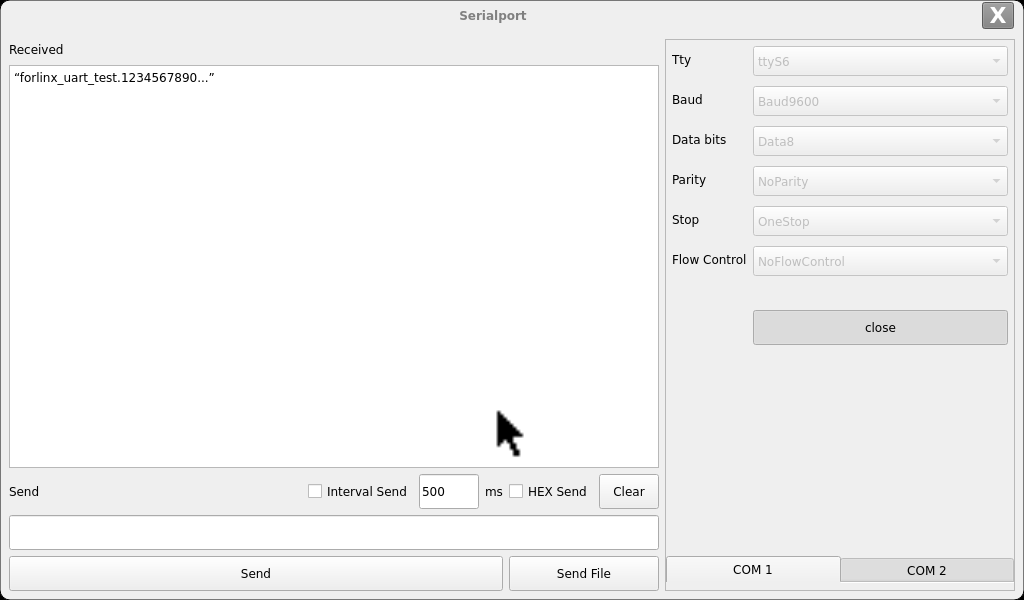 Serialport
X
Received
“forlinx_uart_test.1234567890...”
Tty ttyS6
Baud Baud9600
Data bits Data8
Parity NoParity
Stop OneStop
Flow Control NoFlowControl
close
Send Interval Send 500 ms HEX Send Clear
Send Send File
COM 1 COM 2